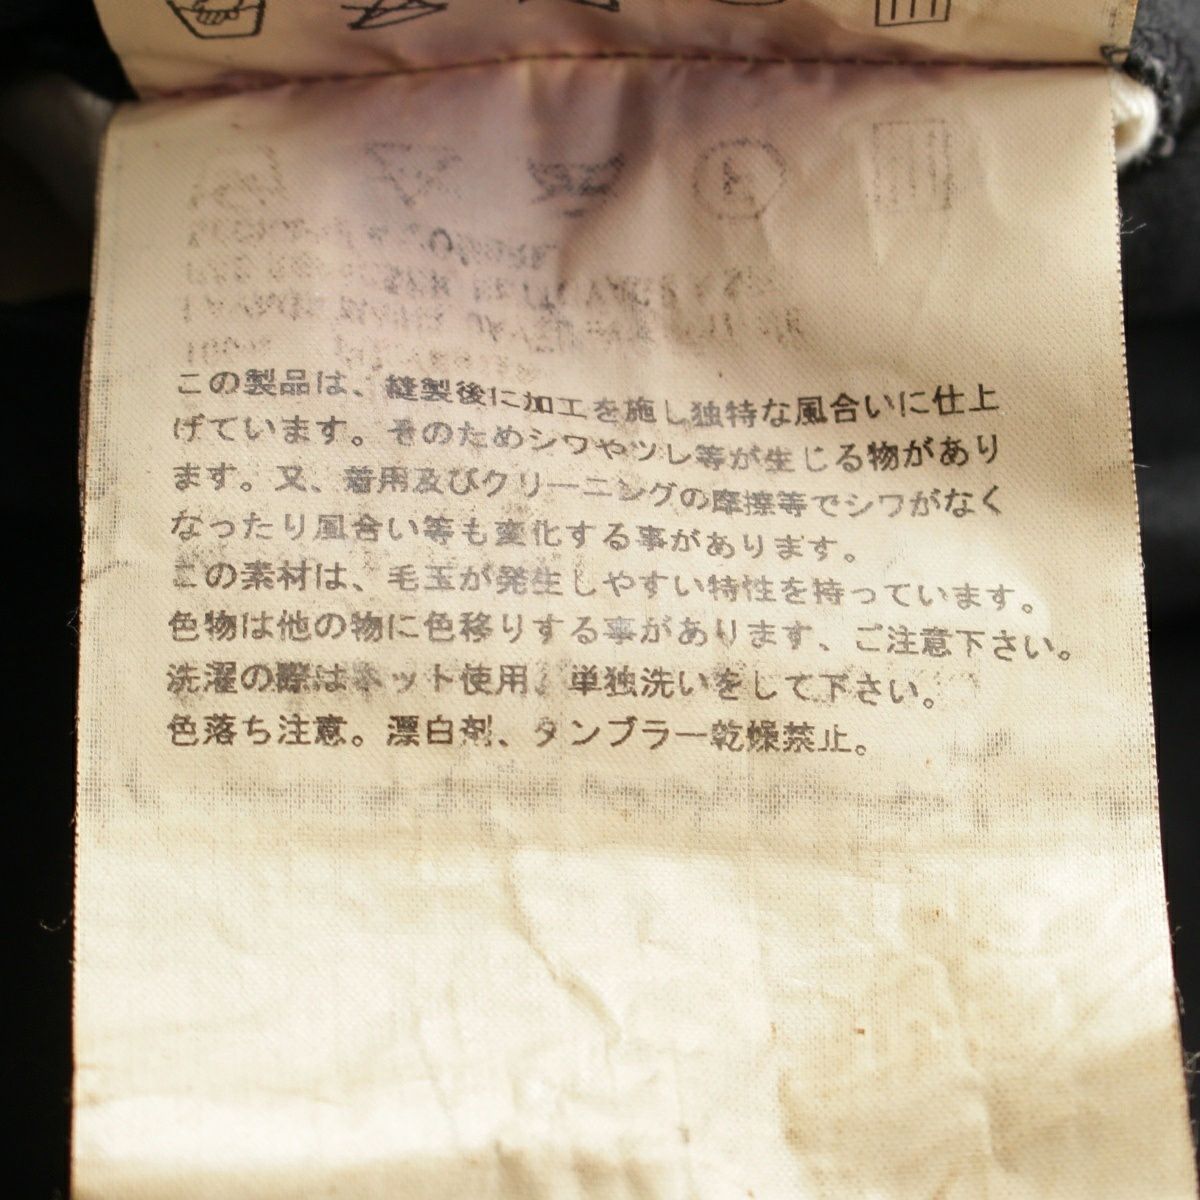 この製品は、縫製後に加工を施し独特な風合いに仕上
げています。そのためシワやツレ等が生じる物があり
ます。又、着用及びクリーニングの摩擦等でシワがなく
なったり風合い等も変化する事があります。
この素材は、毛玉が発生しやすい特性を持っています。
色物は他の物に色移りする事があります、ご注意下さい。
洗濯の際はネット使用、単独洗いをして下さい。
色落ち注意。漂白剤、タンブラー乾燥禁止。